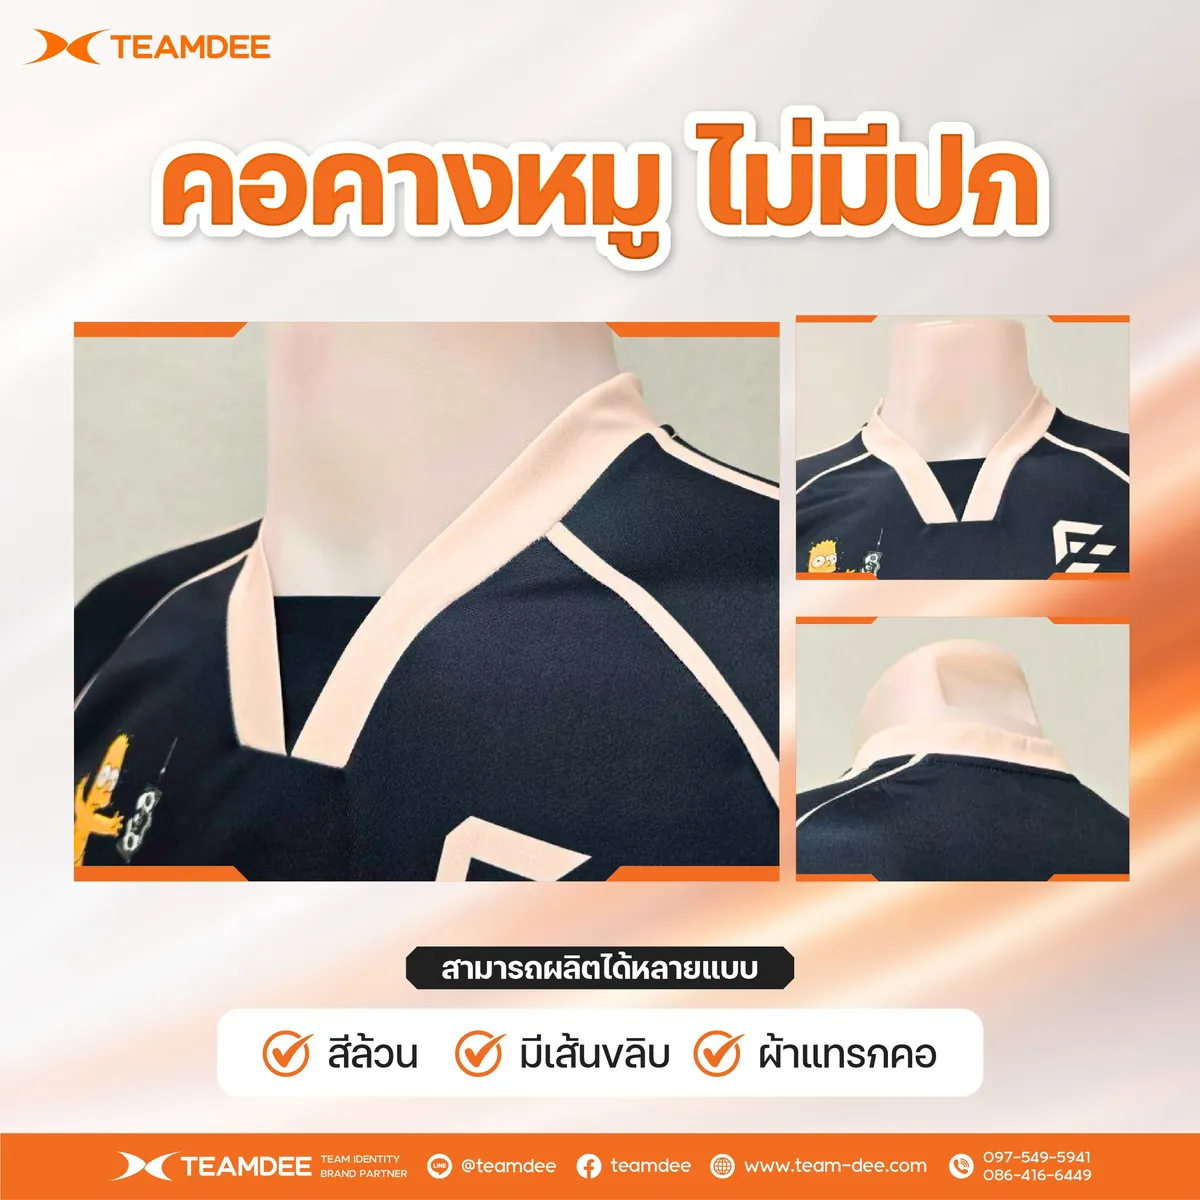 TEAMDEE
คอคางหมู ไม่มีปก
สามารถผลิตได้หลายแบบ
สีล้วน มีเส้นขลิบ ผ้าแทรกคอ
TEAMDEE TEAM IDENTITY
BRAND PARTNER
LINE @teamdee teamdee www.team-dee.com 097-549-5941
086-416-6449